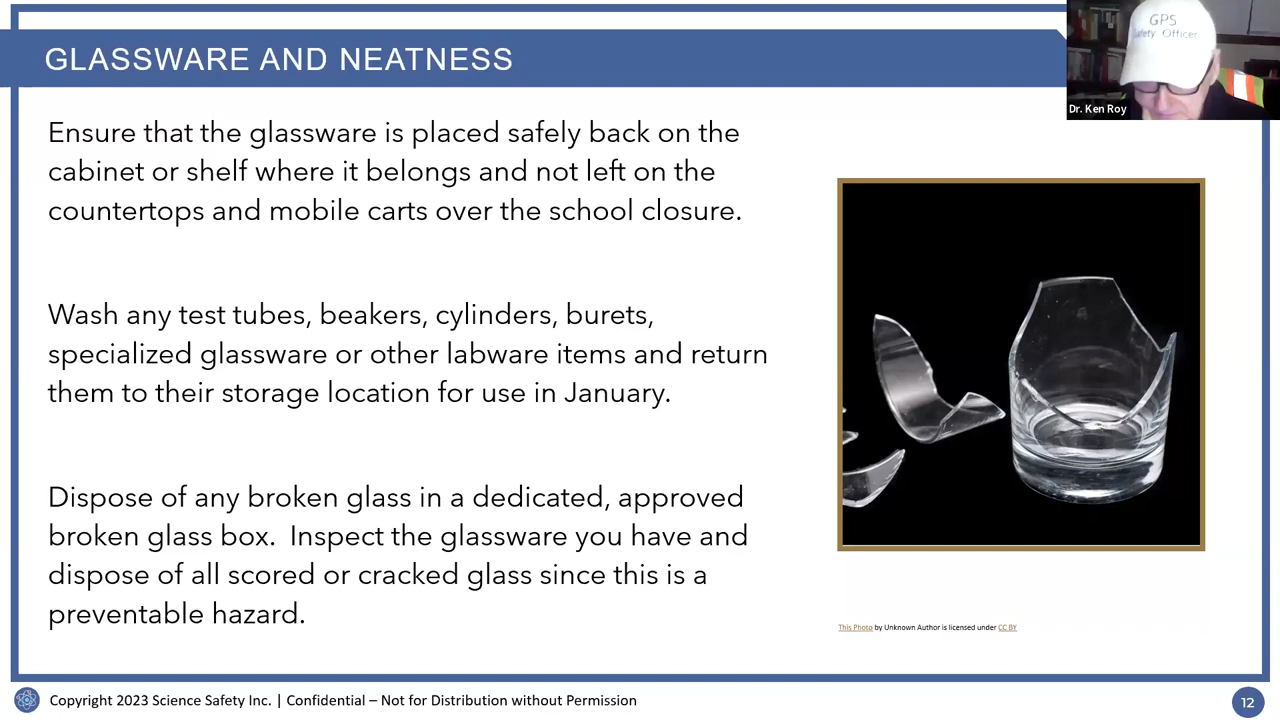 GLASSWARE AND NEATNESS
GPS
Safety Officer
Dr. Ken Roy
Ensure that the glassware is placed safely back on the
cabinet or shelf where it belongs and not left on the
countertops and mobile carts over the school closure.
Wash any test tubes, beakers, cylinders, burets,
specialized glassware or other labware items and return
them to their storage location for use in January.
Dispose of any broken glass in a dedicated, approved
broken glass box.  Inspect the glassware you have and
dispose of all scored or cracked glass since this is a
preventable hazard.
This Photo by Unknown Author is licensed under CC BY
Copyright 2023 Science Safety Inc. | Confidential – Not for Distribution without Permission
12